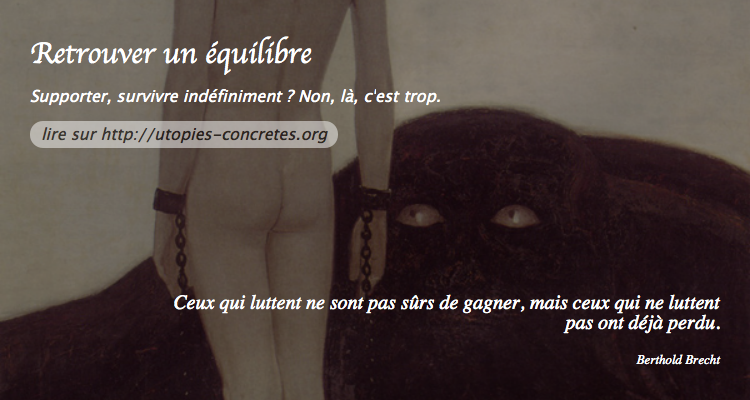 Retrouver un équilibre
Supporter, survivre indéfiniment ? Non, là, c'est trop.
lire sur http://utopies-concretes.org
Ceux qui luttent ne sont pas sûrs de gagner, mais ceux qui ne luttent
pas ont déjà perdu.
Berthold Brecht